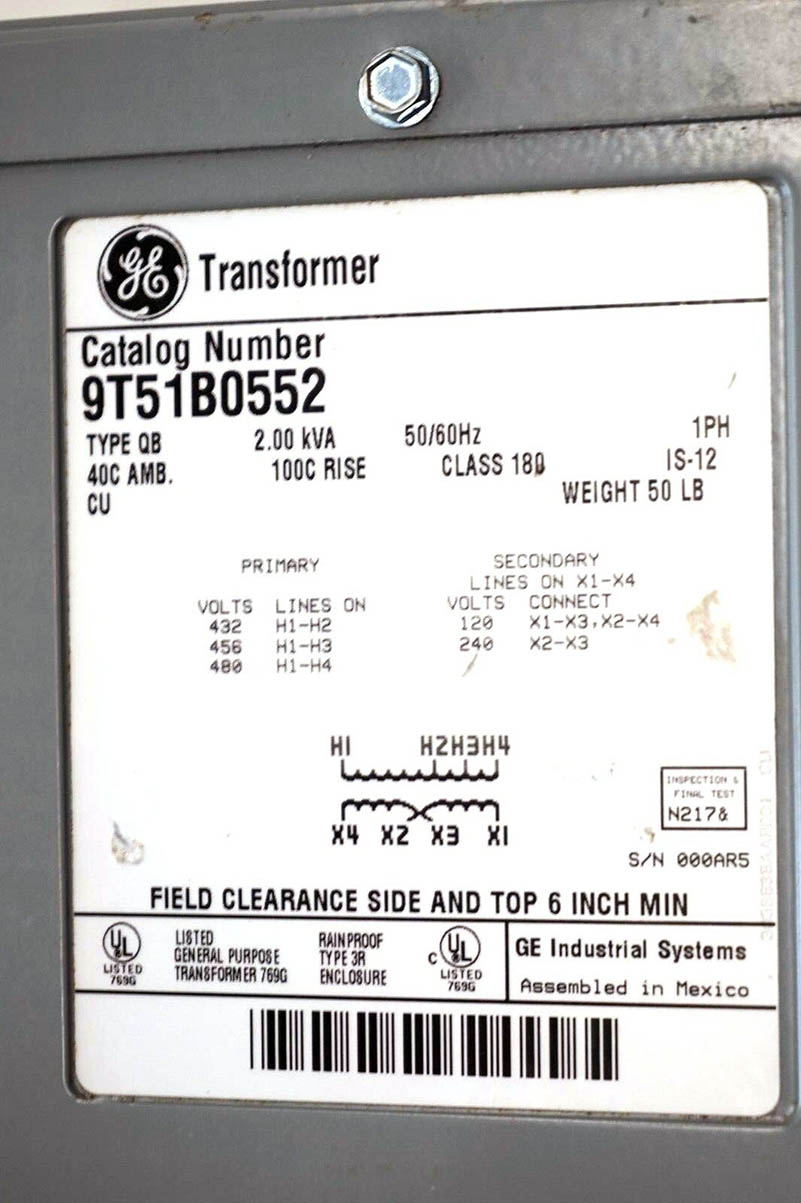 GE Transformer
Catalog Number
9T51B0552
TYPE QB 2.00 kVA 50/60Hz 1PH
40C AMB. 100C RISE CLASS 180 IS-12
CU WEIGHT 50 LB
PRIMARY SECONDARY
LINES ON X1-X4
VOLTS LINES ON VOLTS CONNECT
432 H1-H2 120 X1-X3,X2-X4
456 H1-H3 240 X2-X3
480 H1-H4
H1 H2H3H4
X4 X2 X3 X1
INSPECTION &
FINAL TEST
N217&
S/N 000AR5
FIELD CLEARANCE SIDE AND TOP 6 INCH MIN
UL
LISTED
769G
LISTED
GENERAL PURPOSE
TRANSFORMER 769G
RAINPROOF
TYPE 3R
ENCLOSURE
c UL
LISTED
769G
GE Industrial Systems
Assembled in Mexico